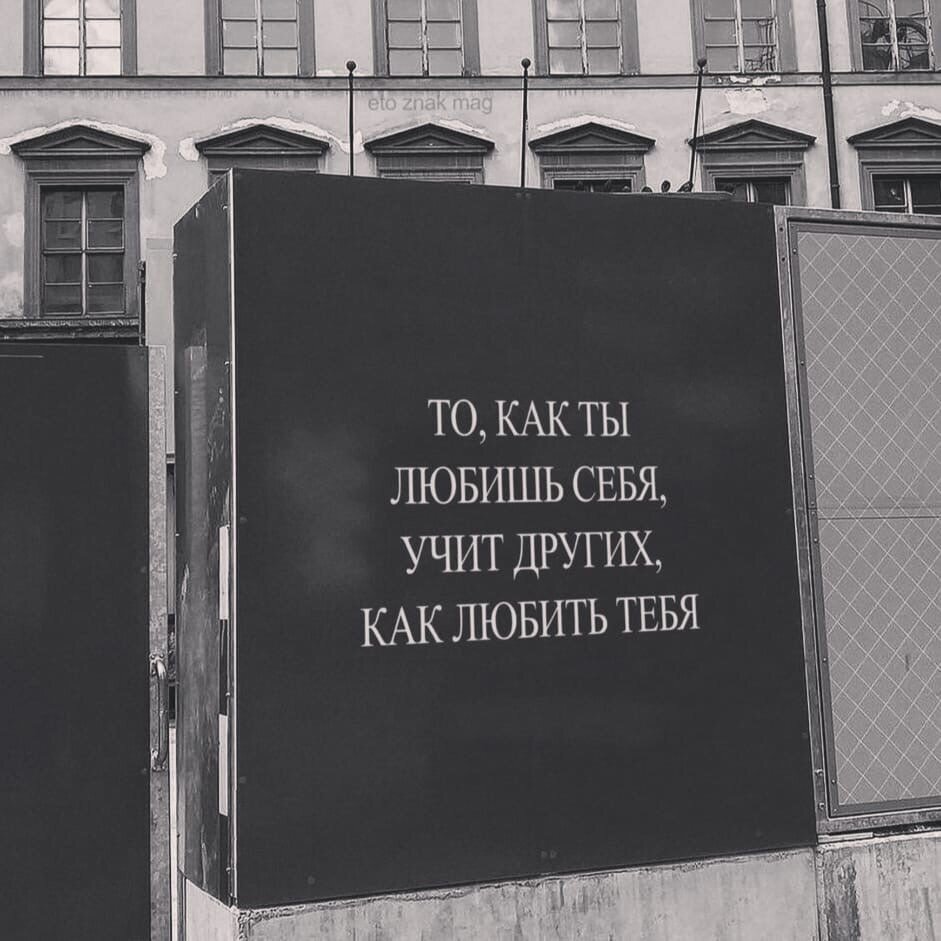 eto znak mag
ТО, КАК ТЫ
ЛЮБИШЬ СЕБЯ,
УЧИТ ДРУГИХ,
КАК ЛЮБИТЬ ТЕБЯ